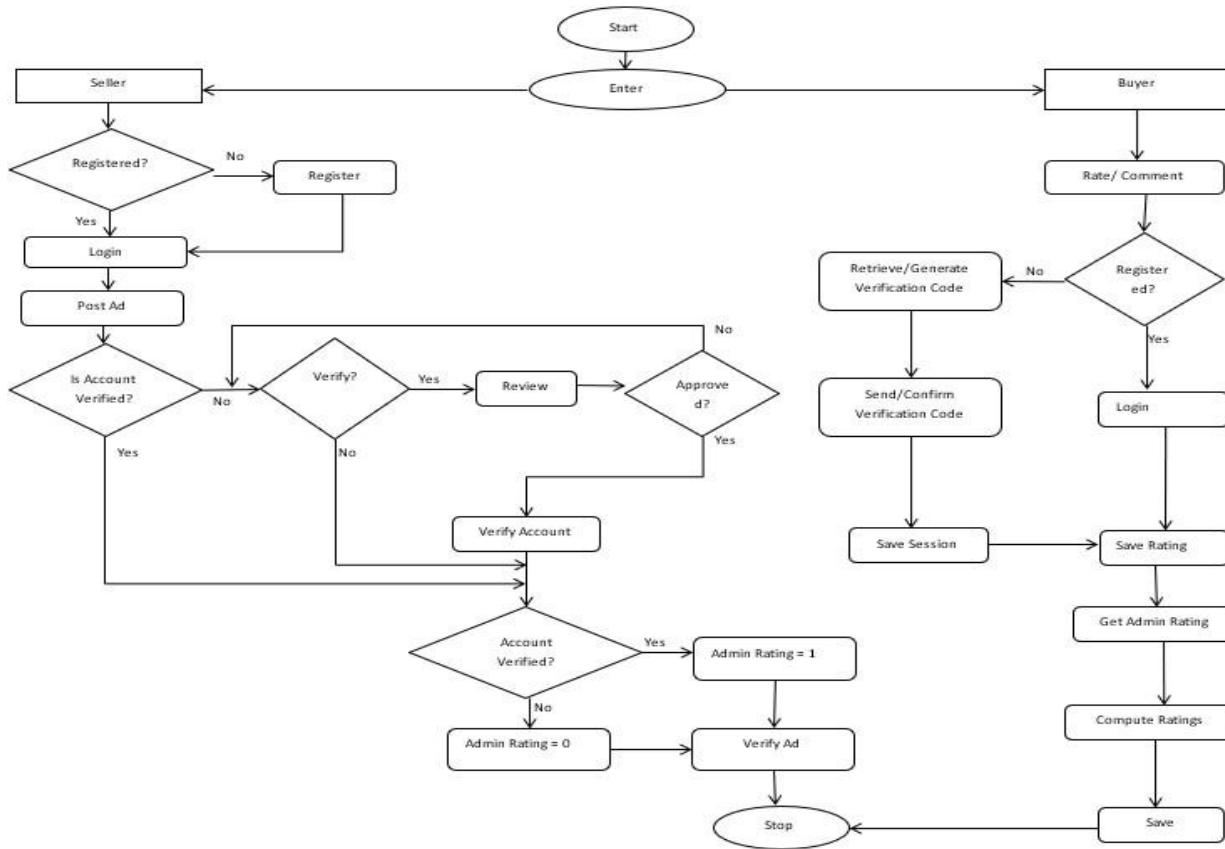 Start
Seller
Enter
Buyer
Registered?
No
Register
Rate/ Comment
Yes
Login
Retrieve/Generate
Verification Code
No
Register
ed?
Post Ad
No
Yes
Is Account
Verified?
No
Verify?
Yes
Review
Approve
d?
Send/Confirm
Verification Code
Login
Yes
No
Yes
Verify Account
Save Session
Save Rating
Account
Verified?
Yes
Admin Rating = 1
Get Admin Rating
No
Admin Rating = 0
Verify Ad
Compute Ratings
Stop
Save